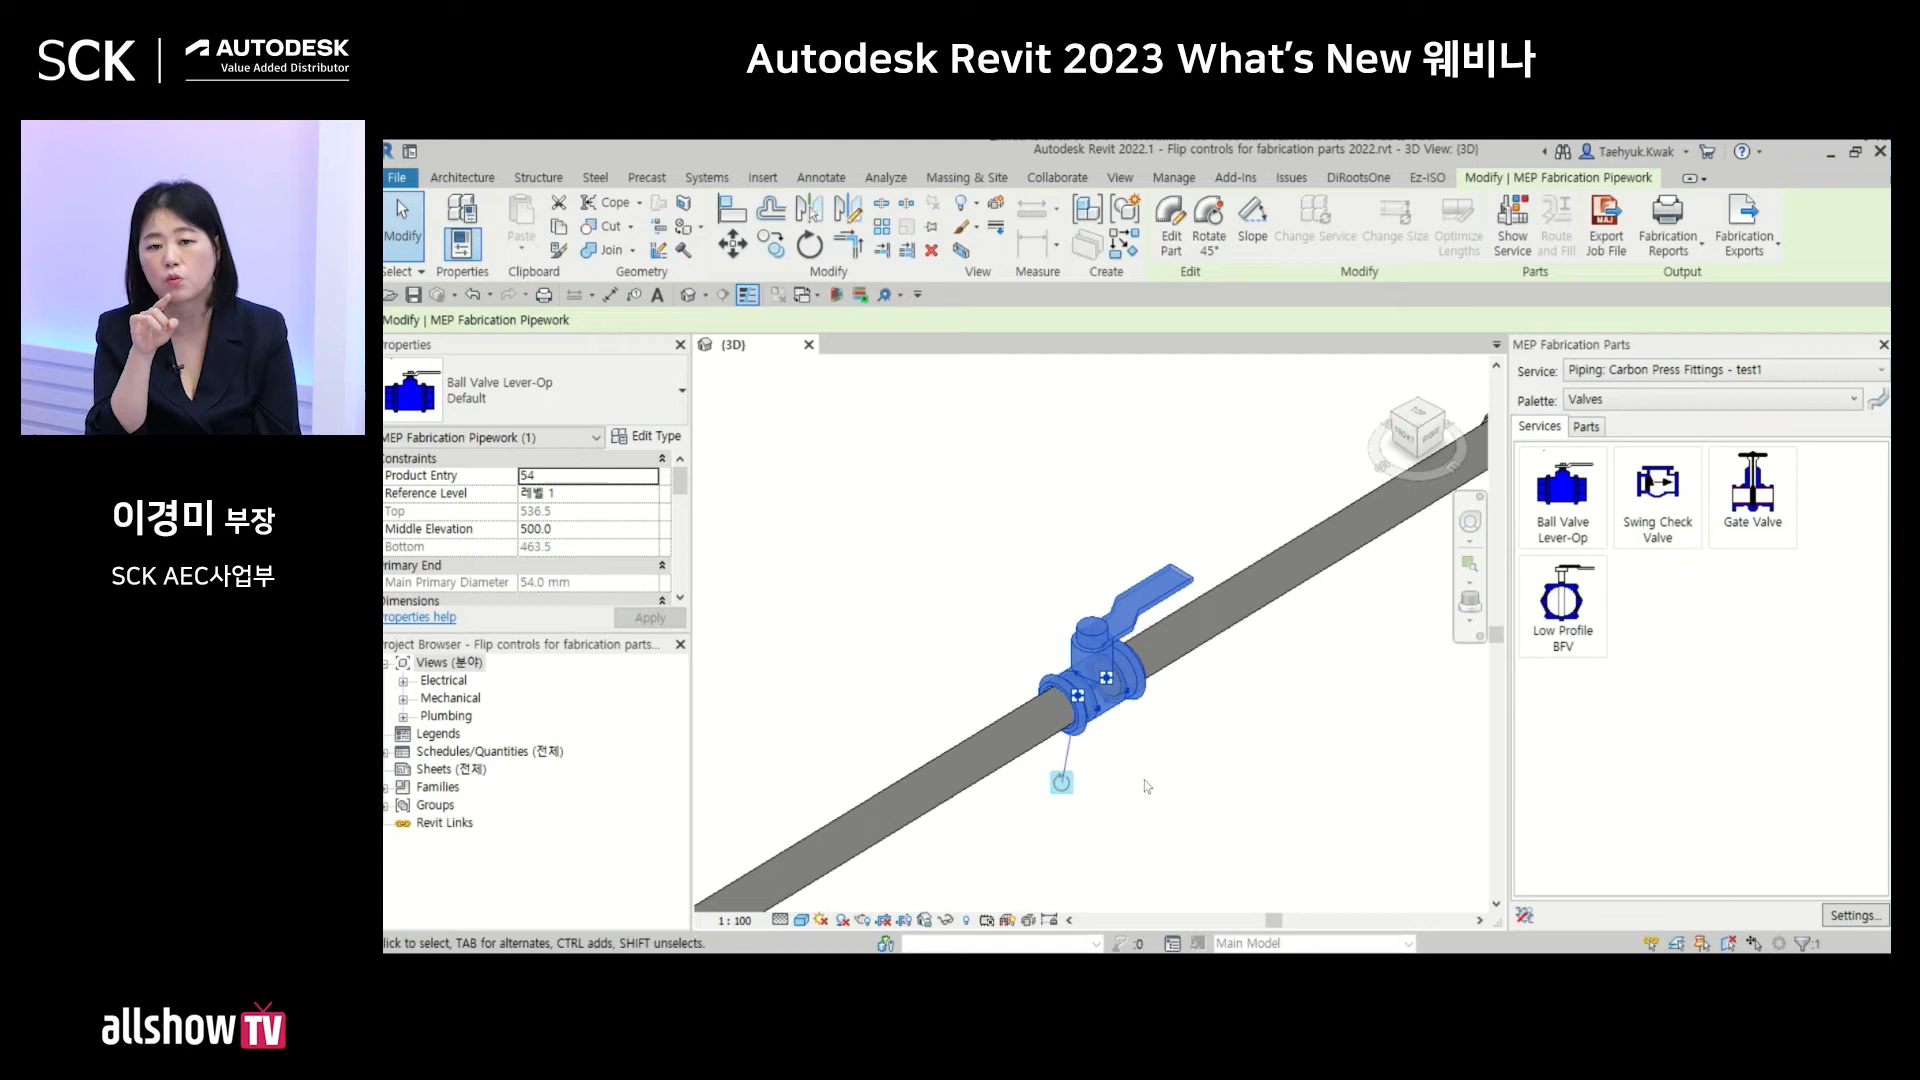 SCK
AUTODESK
Value Added Distributor
Autodesk Revit 2023 What's New 웨비나
이경미 부장
SCK AEC사업부
allshow TV
Autodesk Revit 2022.1 - Flip controls for fabrication parts 2022.rvt - 3D View: {3D}
Taehyuk.Kwak
File Architecture Structure Steel Precast Systems Insert Annotate Analyze Massing & Site Collaborate View Manage Add-Ins Issues DiRootsOne Ez-ISO Modify | MEP Fabrication Pipework
Modify
Paste
Cope
Cut
Join
Edit Part
Rotate 45°
Slope
Change Service
Change Size
Optimize Lengths
Show Service
Route and Fill
Export Job File
Fabrication Reports
Fabrication Exports
Select Properties Clipboard Geometry Modify View Measure Create Edit Modify Parts Output
Modify | MEP Fabrication Pipework
roperties
Ball Valve Lever-Op
Default
MEP Fabrication Pipework (1)
Edit Type
Constraints
Product Entry 54
Reference Level 레벨 1
Top 536.5
Middle Elevation 500.0
Bottom 463.5
Primary End
Main Primary Diameter 54.0 mm
Dimensions
roperties help
Apply
roject Browser - Flip controls for fabrication parts...
Views (분야)
Electrical
Mechanical
Plumbing
Legends
Schedules/Quantities (전체)
Sheets (전체)
Families
Groups
Revit Links
{3D}
TOP
FRONT
RIGHT
1 : 100
MEP Fabrication Parts
Service: Piping: Carbon Press Fittings - test1
Palette: Valves
Services Parts
Ball Valve Lever-Op
Swing Check Valve
Gate Valve
Low Profile BFV
Settings...
lick to select, TAB for alternates, CTRL adds, SHIFT unselects.
:0
Main Model
:1